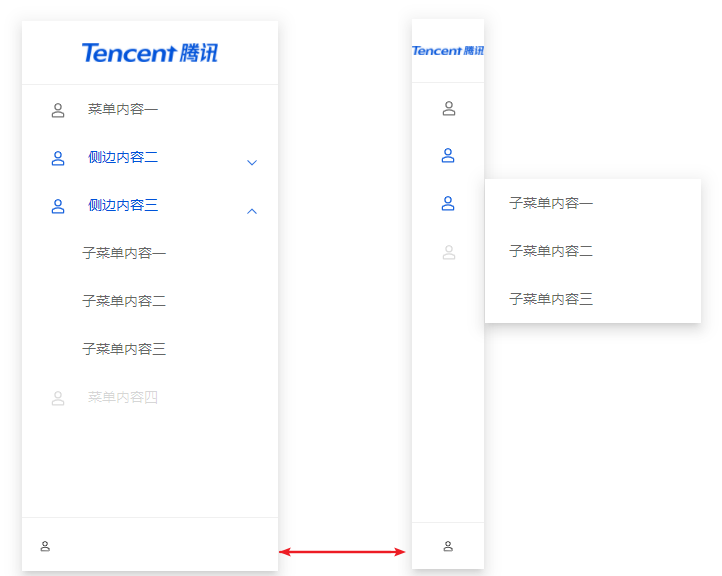 Tencent 腾讯
菜单内容一
侧边内容二
侧边内容三
子菜单内容一
子菜单内容二
子菜单内容三
菜单内容四
Tencent 腾讯
子菜单内容一
子菜单内容二
子菜单内容三